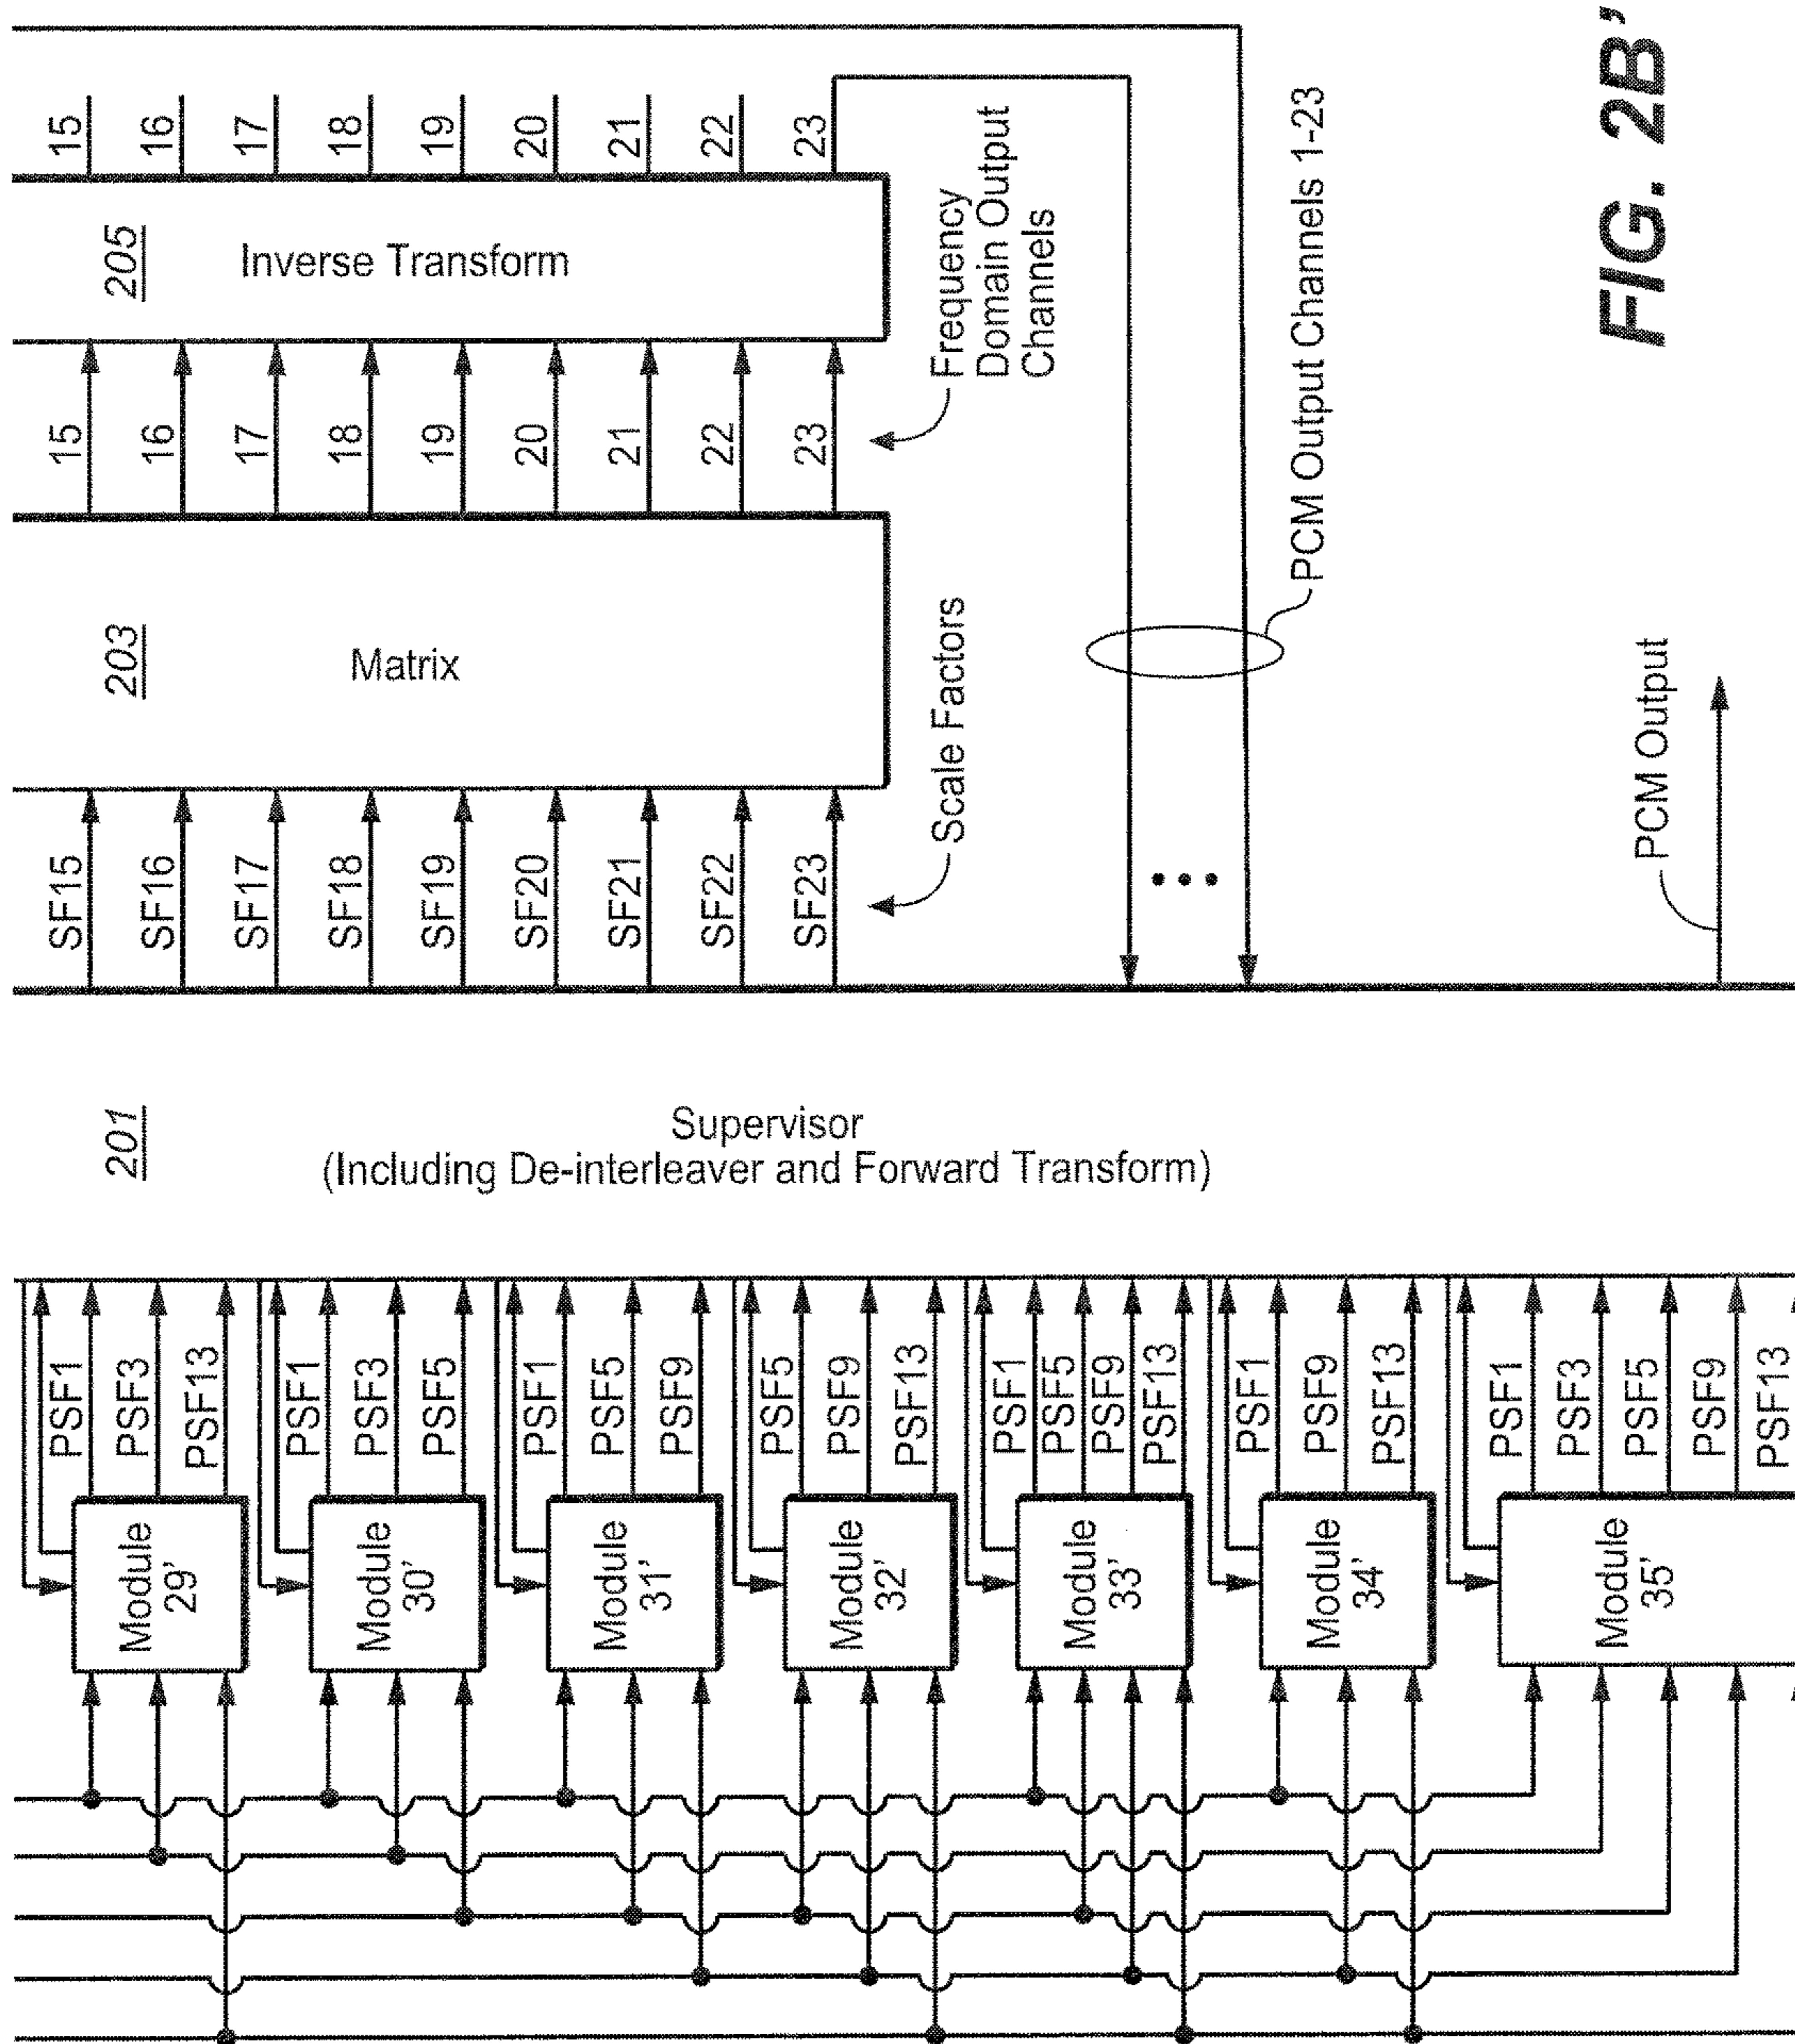 Module
29'
PSF1
PSF3
PSF13
Module
30'
PSF1
PSF3
PSF5
Module
31'
PSF1
PSF5
PSF9
Module
32'
PSF5
PSF9
PSF13
Module
33'
PSF1
PSF5
PSF9
PSF13
Module
34'
PSF1
PSF9
PSF13
Module
35'
PSF1
PSF3
PSF5
PSF9
PSF13
201
Supervisor
(Including De-interleaver and Forward Transform)
SF15
SF16
SF17
SF18
SF19
SF20
SF21
SF22
SF23
Scale Factors
203
Matrix
15
16
17
18
19
20
21
22
23
Frequency
Domain Output
Channels
205
Inverse Transform
15
16
17
18
19
20
21
22
23
PCM Output Channels 1-23
PCM Output
FIG. 2B'